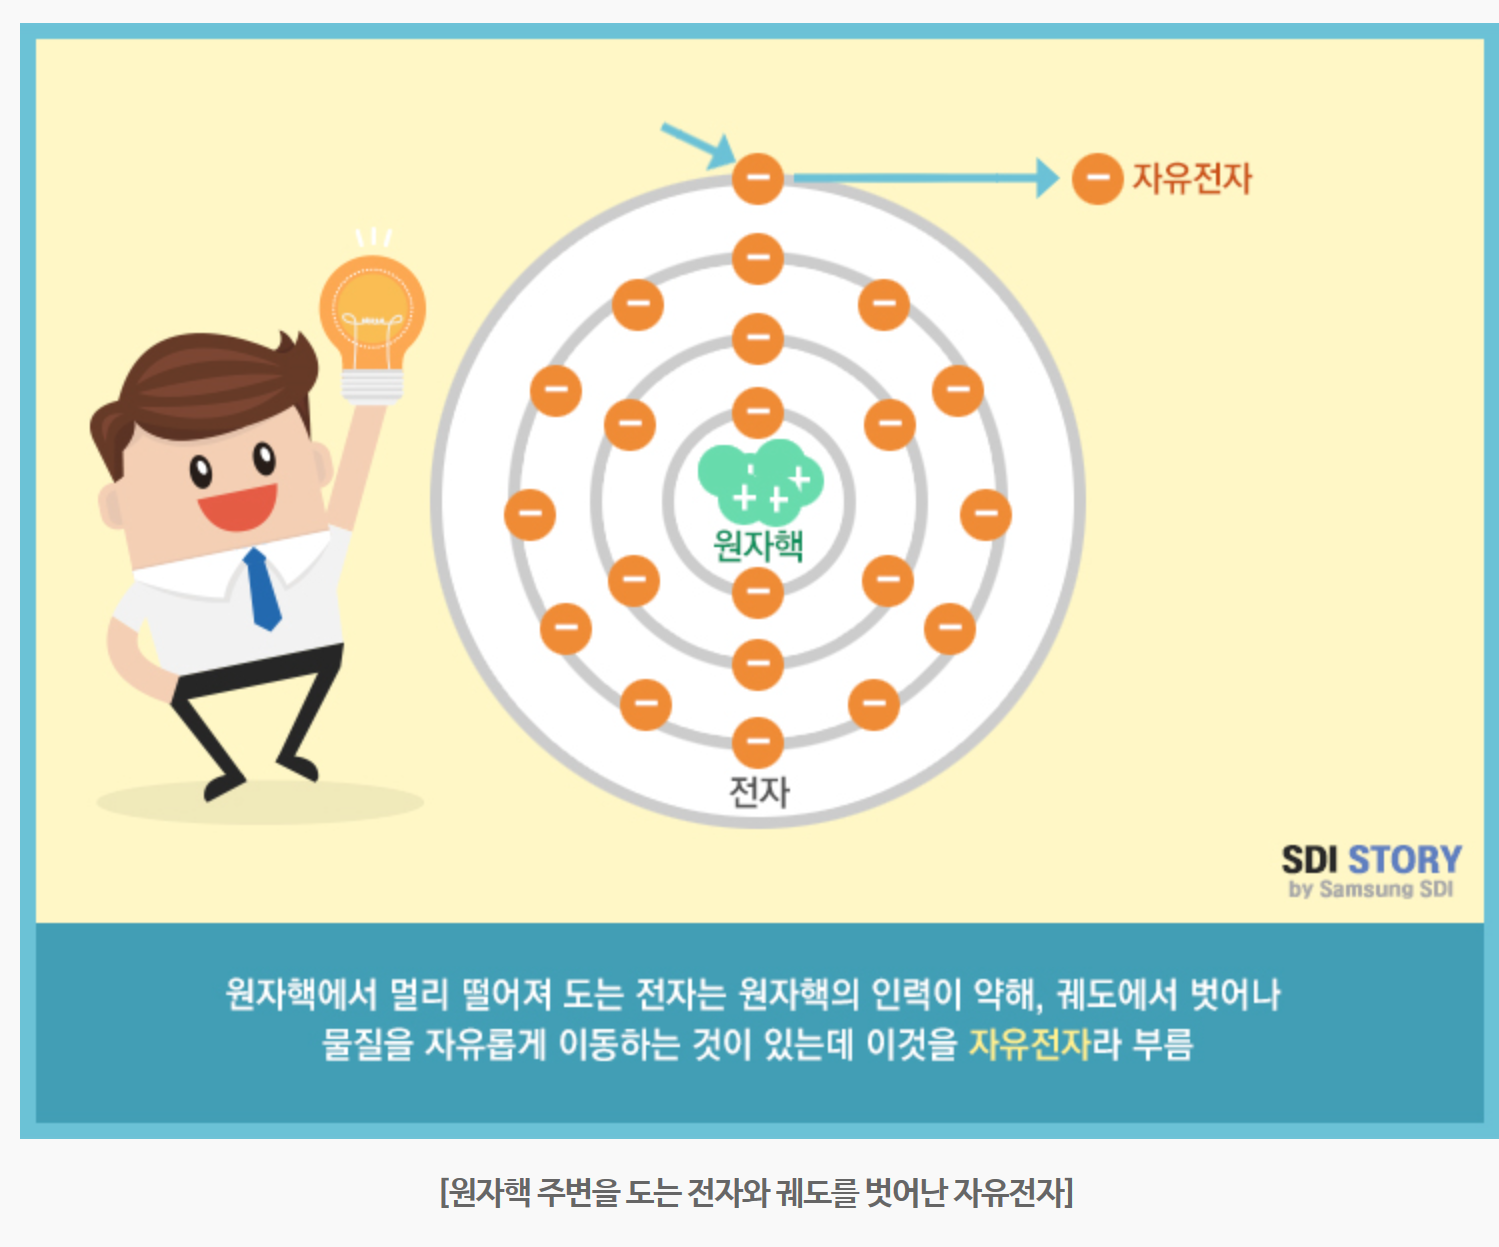 자유전자
원자핵
전자
SDI STORY
by Samsung SDI
원자핵에서 멀리 떨어져 도는 전자는 원자핵의 인력이 약해, 궤도에서 벗어나
물질을 자유롭게 이동하는 것이 있는데 이것을 자유전자라 부름
[원자핵 주변을 도는 전자와 궤도를 벗어난 자유전자]